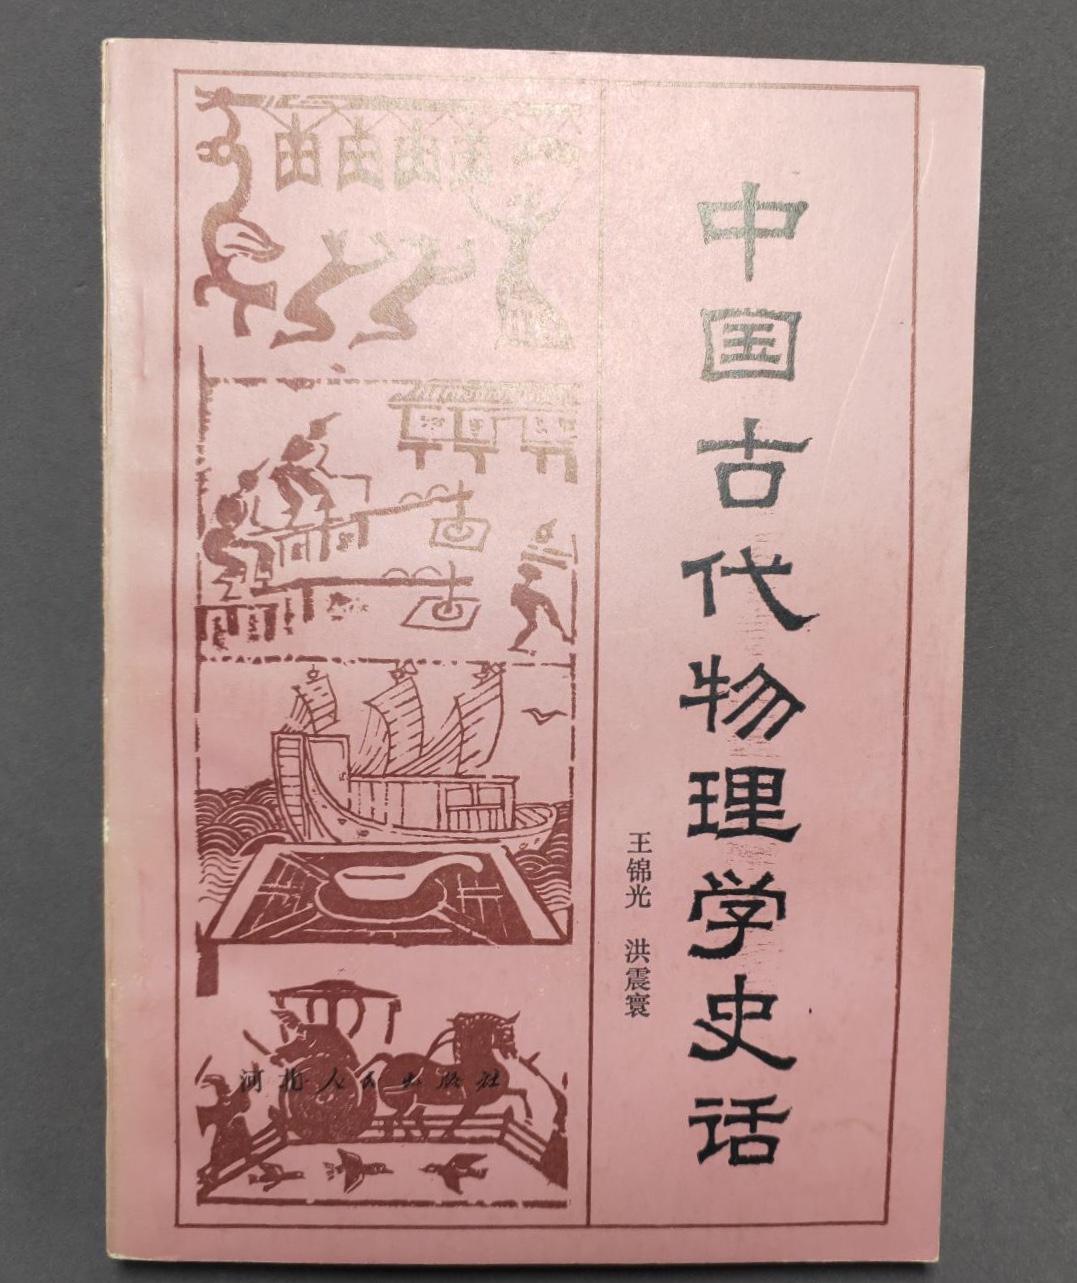 中国古代物理学史话
王锦光 洪震寰
河北人民出版社